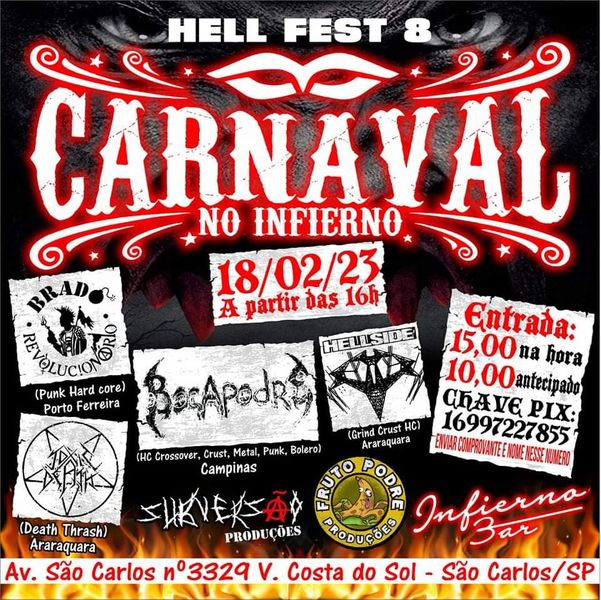 HELL FEST 8
CARNAVAL
NO INFIERNO
18/02/23
A partir das 16h
BRADO
REVOLUCIONÁRIO
(Punk Hard core)
Porto Ferreira
BOCAPODRE
(HC Crossover, Crust, Metal, Punk, Bolero)
Campinas
HELLSIDE
(Grind Crust HC)
Araraquara
Entrada:
15,00 na hora
10,00 antecipado
CHAVE PIX:
16997227855
ENVIAR COMPROVANTE E NOME NESSE NUMERO
TOXIC
DEATH
(Death Thrash)
Araraquara
SUBVERSÃO
PRODUÇÕES
FRUTO PODRE
PRODUÇÕES
Infierno
Bar
Av. São Carlos nº3329 V. Costa do Sol - São Carlos/SP